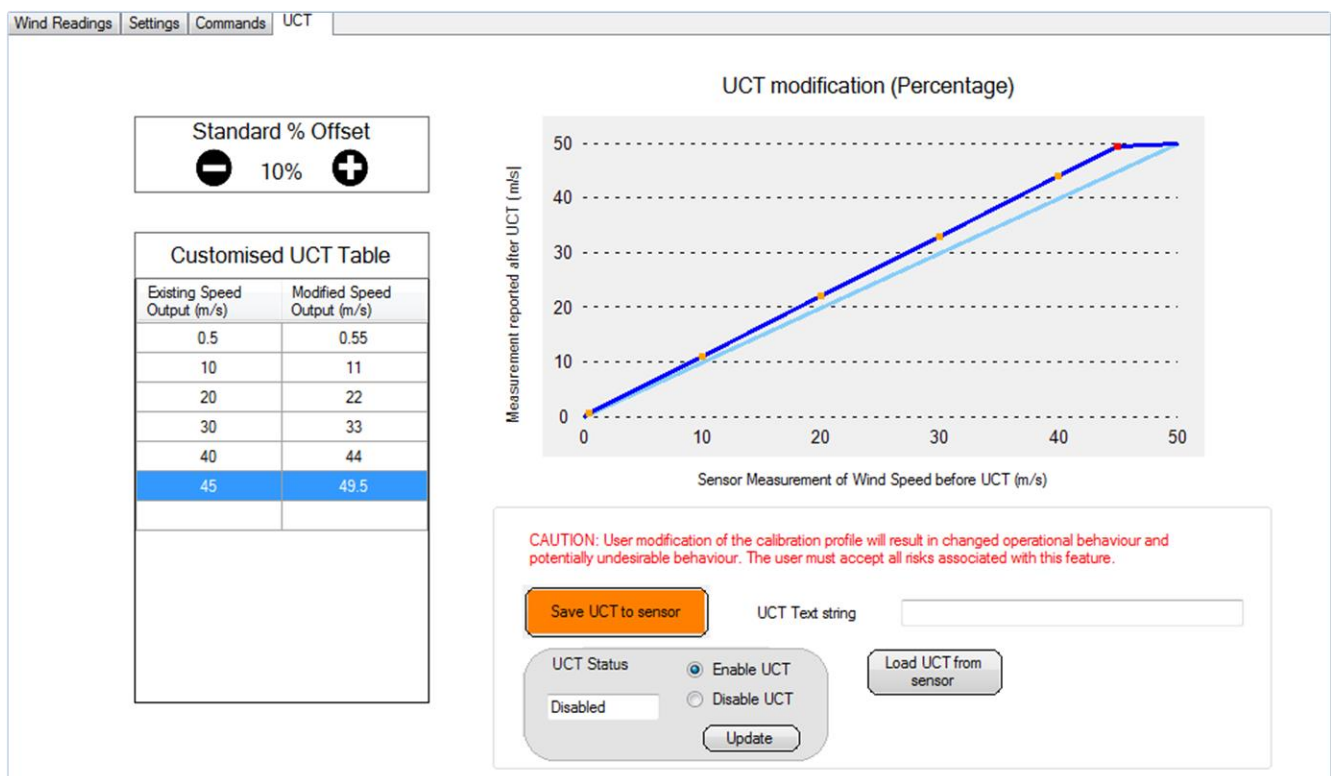 Wind Readings Settings Commands UCT
Standard % Offset
10%
Customised UCT Table
Existing Speed Output (m/s) Modified Speed Output (m/s)
0.5 0.55
10 11
20 22
30 33
40 44
45 49.5
UCT modification (Percentage)
Measurement reported after UCT (m/s)
50
40
30
20
10
0
0 10 20 30 40 50
Sensor Measurement of Wind Speed before UCT (m/s)
CAUTION: User modification of the calibration profile will result in changed operational behaviour and
potentially undesirable behaviour. The user must accept all risks associated with this feature.
Save UCT to sensor
UCT Text string
UCT Status
Disabled
Enable UCT
Disable UCT
Update
Load UCT from
sensor